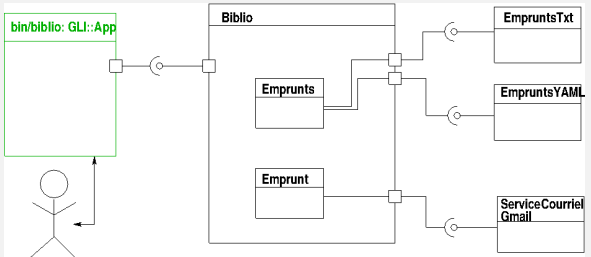 bin/biblio: GLI::App
Biblio
EmpruntsTxt
Emprunts
EmpruntsYAML
Emprunt
ServiceCourriel
Gmail